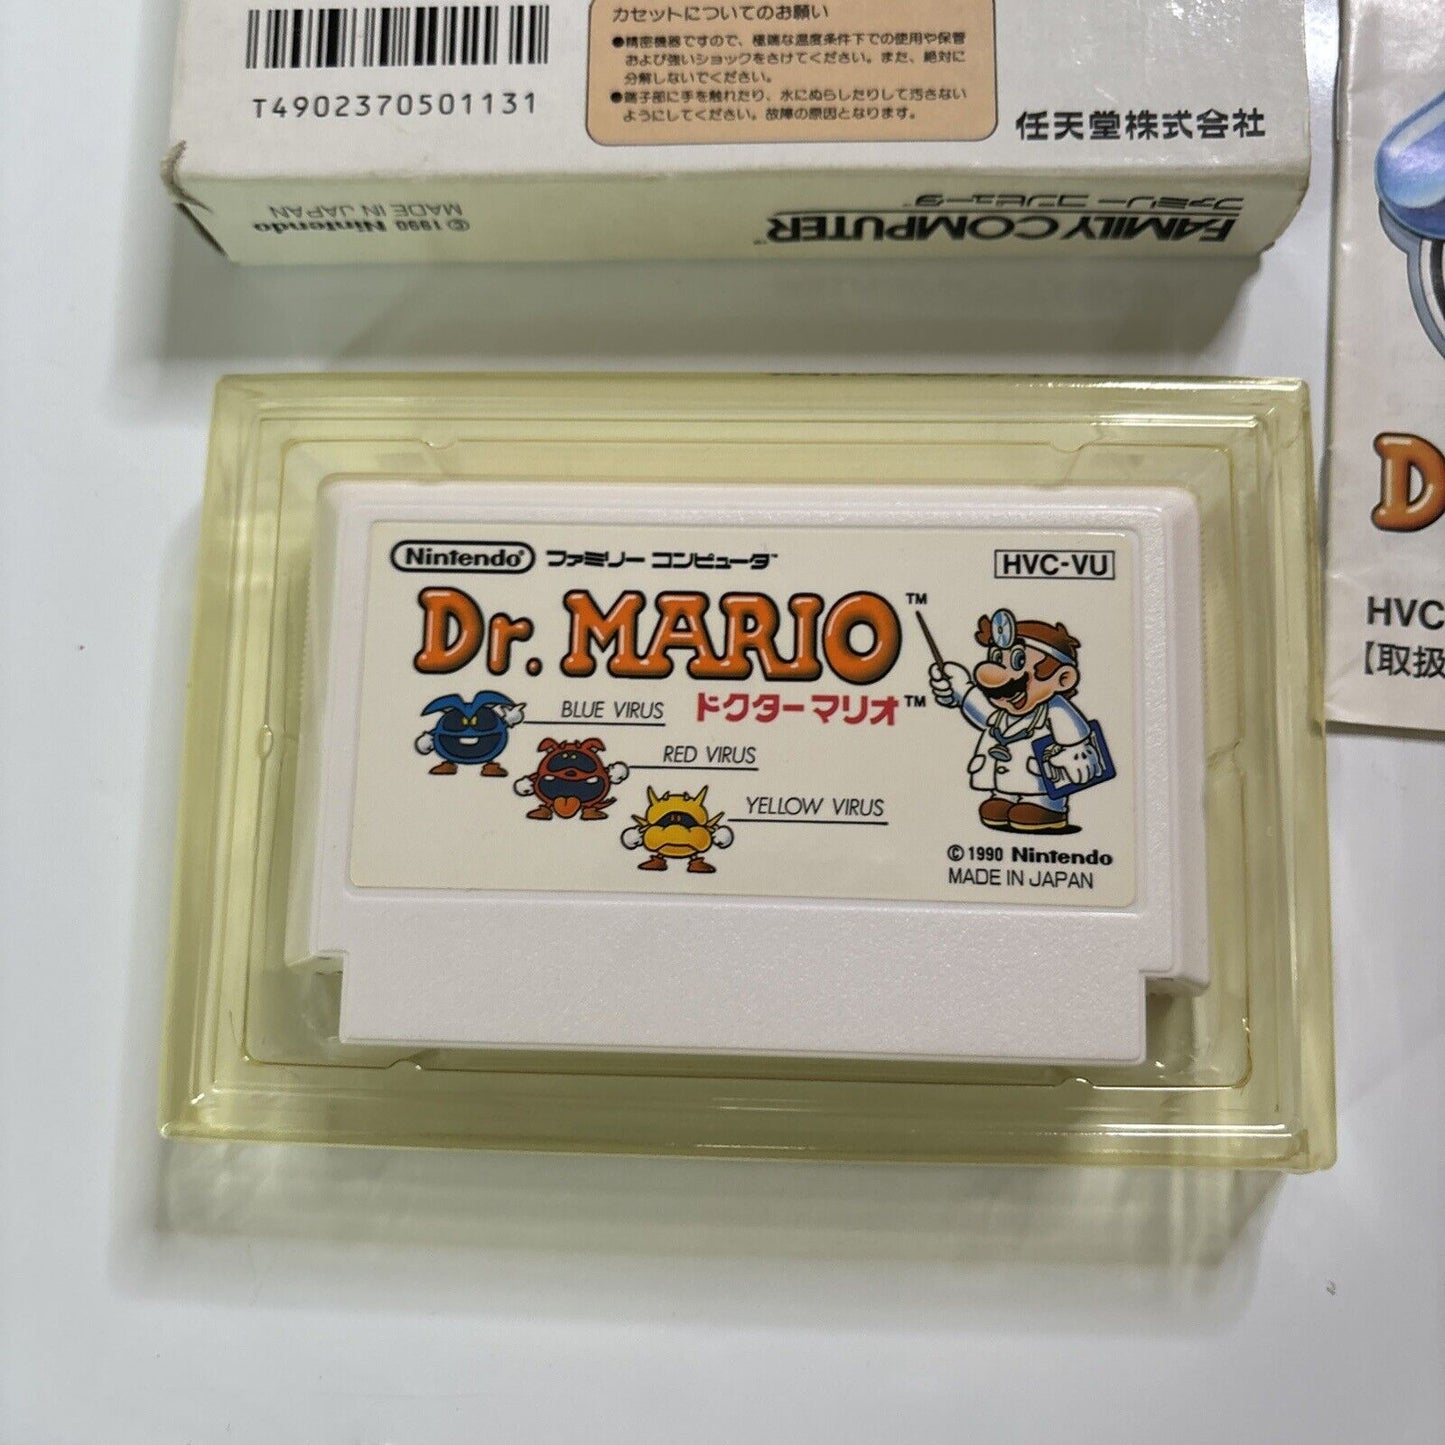 カセットについてのお願い
●精密機器ですので、極端な温度条件下での使用や保管
および強いショックをさけてください。また、絶対に
分解しないでください。
●端子部に手を触れたり、水にぬらしたりして汚さない
ようにしてください。故障の原因となります。
T4902370501131
任天堂株式会社
FAMILY COMPUTER™
ファミリー コンピュータ™
© 1990 Nintendo
MADE IN JAPAN
Nintendo® ファミリー コンピュータ™
HVC-VU
Dr. MARIO™
ドクターマリオ™
BLUE VIRUS
RED VIRUS
YELLOW VIRUS
© 1990 Nintendo
MADE IN JAPAN
D
HVC
【取扱